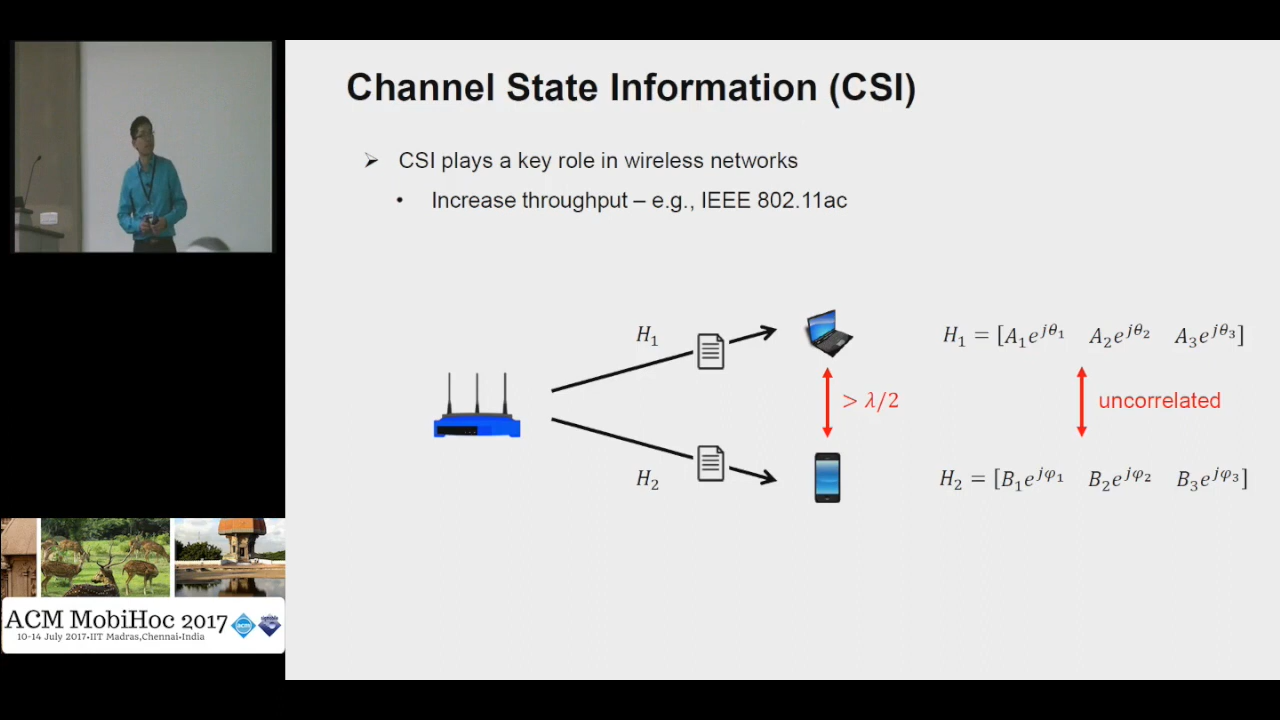 Channel State Information (CSI)
➤ CSI plays a key role in wireless networks
• Increase throughput – e.g., IEEE 802.11ac
H₁
H₁ = [A₁e^{jθ₁} A₂e^{jθ₂} A₃e^{jθ₃}]
> λ/2
uncorrelated
H₂
H₂ = [B₁e^{jφ₁} B₂e^{jφ₂} B₃e^{jφ₃}]
ACM MobiHoc 2017
10-14 July 2017•IIT Madras,Chennai•India